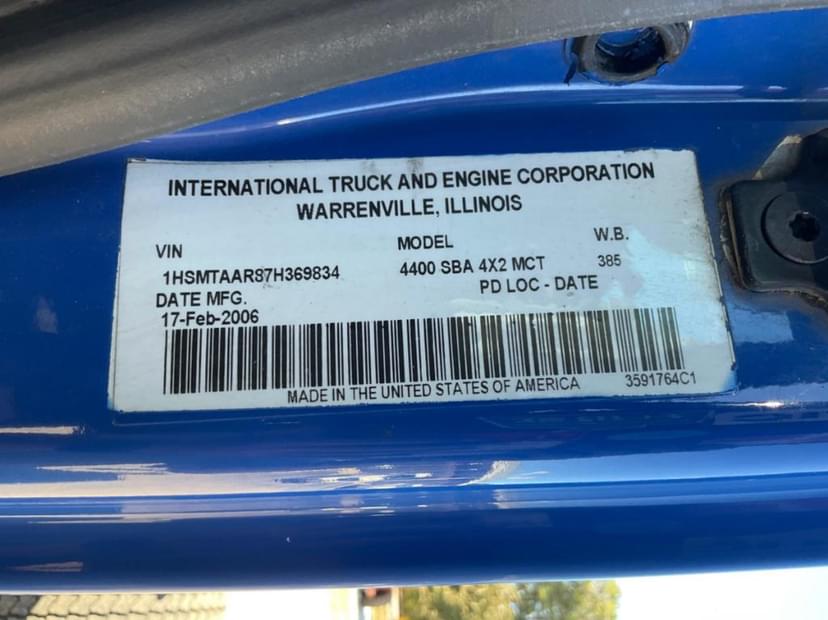 INTERNATIONAL TRUCK AND ENGINE CORPORATION
WARRENVILLE, ILLINOIS
VIN MODEL W.B.
1HSMTAAR87H369834 4400 SBA 4X2 MCT 385
DATE MFG. PD LOC - DATE
17-Feb-2006
MADE IN THE UNITED STATES OF AMERICA 3591764C1